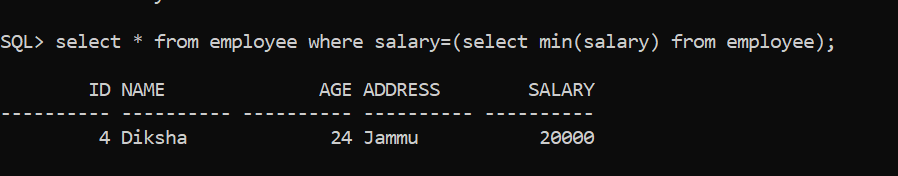 SQL> select * from employee where salary=(select min(salary) from employee);
        ID NAME              AGE ADDRESS        SALARY
---------- ---------- ---------- ---------- ----------
         4 Diksha             24 Jammu           20000